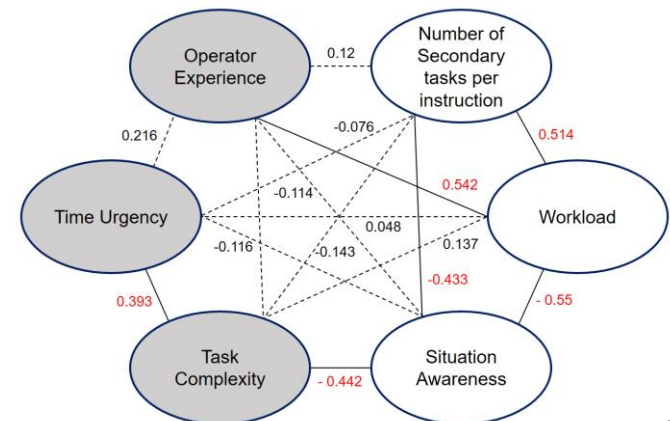 Operator
Experience
0.12
Number of
Secondary
tasks per
instruction
0.216
-0.076
0.514
-0.114
0.542
Time Urgency
0.048
Workload
-0.116
-0.143
0.137
0.393
-0.433
- 0.55
Task
Complexity
- 0.442
Situation
Awareness